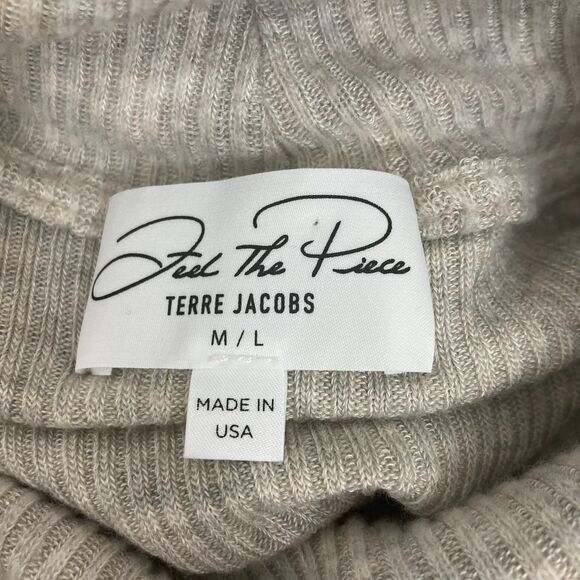 Feel The Piece
TERRE JACOBS
M / L
MADE IN
USA